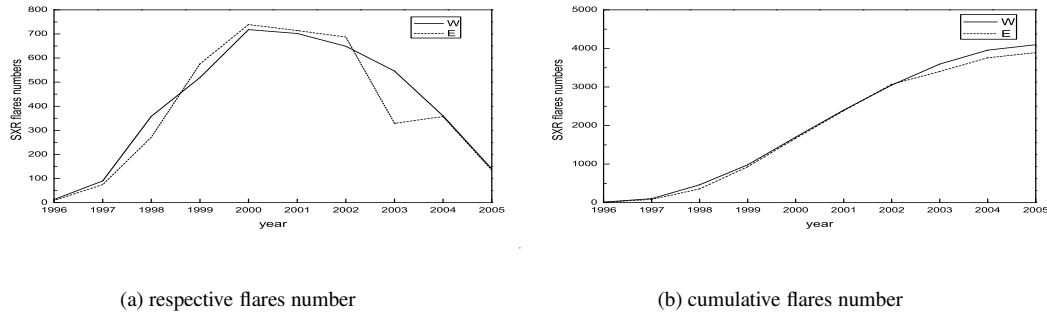 800
700
600
500
400
300
200
100
0
SXR flares numbers
W
E
1996 1997 1998 1999 2000 2001 2002 2003 2004 2005
year
(a) respective flares number
5000
4000
3000
2000
1000
0
SXR flares numbers
W
E
1996 1997 1998 1999 2000 2001 2002 2003 2004 2005
year
(b) cumulative flares number